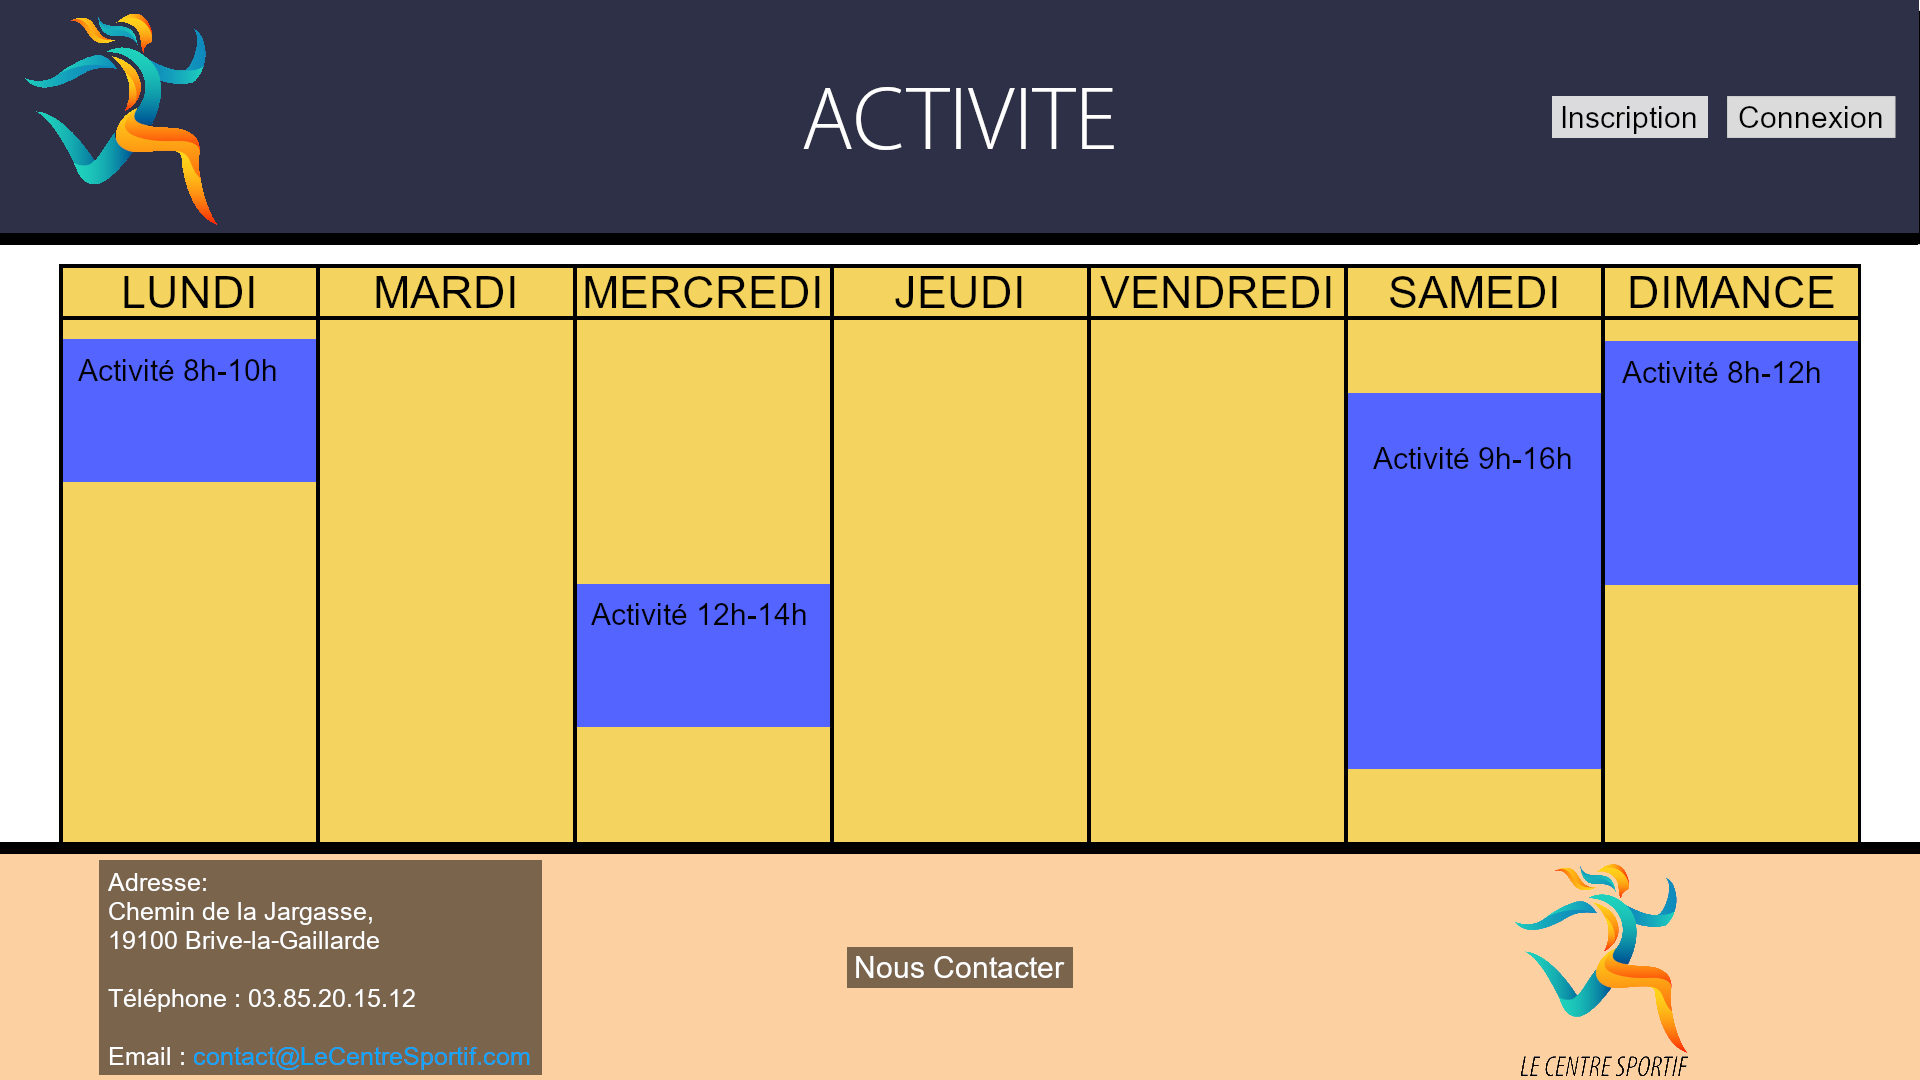 ACTIVITE
Inscription
Connexion
LUNDI
MARDI
MERCREDI
JEUDI
VENDREDI
SAMEDI
DIMANCE
Activité 8h-10h
Activité 8h-12h
Activité 9h-16h
Activité 12h-14h
Adresse:
Chemin de la Jargasse,
19100 Brive-la-Gaillarde
Téléphone : 03.85.20.15.12
Email : contact@LeCentreSportif.com
Nous Contacter
LE CENTRE SPORTIF